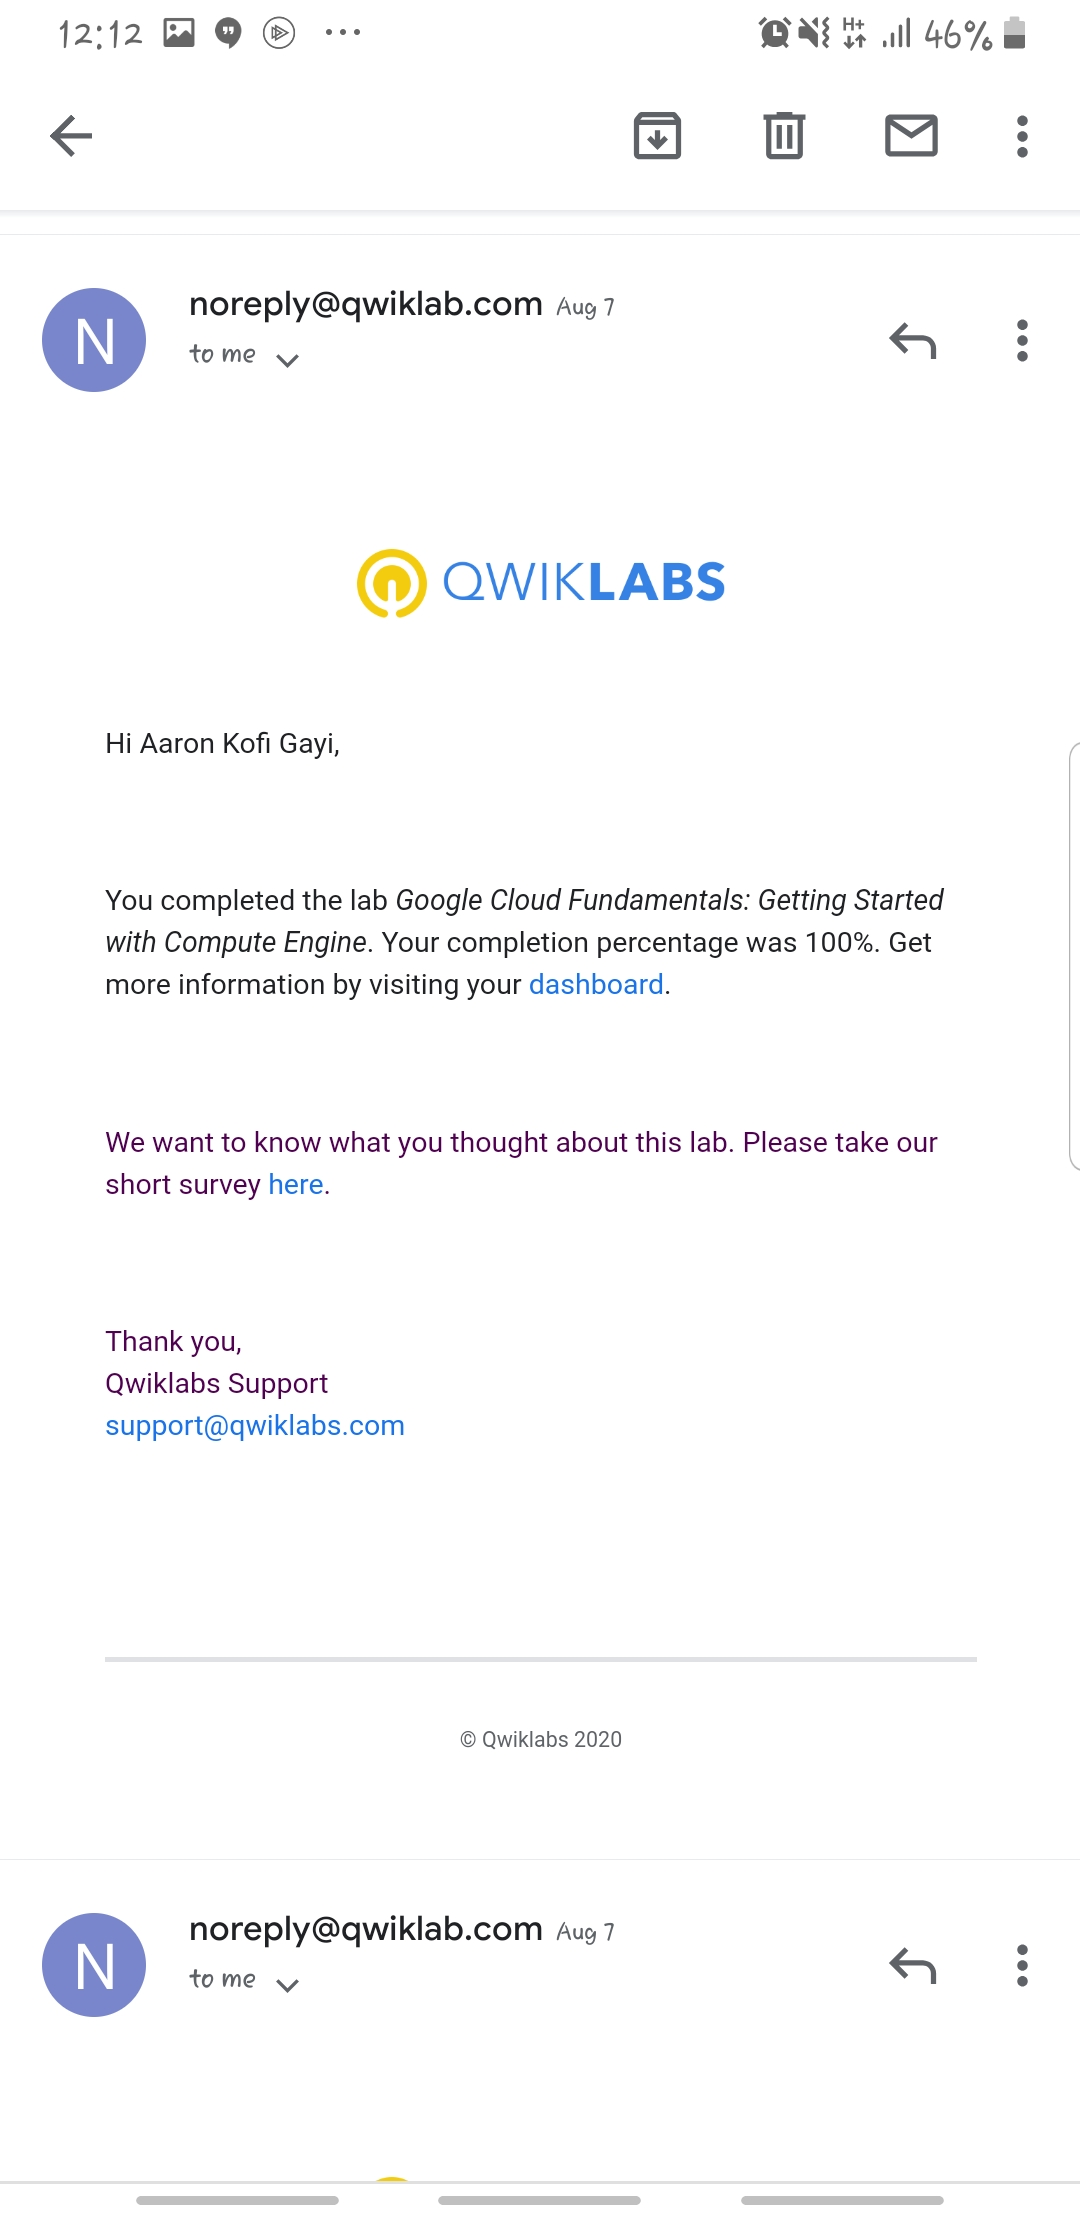 12:12
H+
46%
N
noreply@qwiklab.com Aug 7
to me
QWIKLABS
Hi Aaron Kofi Gayi,
You completed the lab Google Cloud Fundamentals: Getting Started
with Compute Engine. Your completion percentage was 100%. Get
more information by visiting your dashboard.
We want to know what you thought about this lab. Please take our
short survey here.
Thank you,
Qwiklabs Support
support@qwiklabs.com
© Qwiklabs 2020
N
noreply@qwiklab.com Aug 7
to me